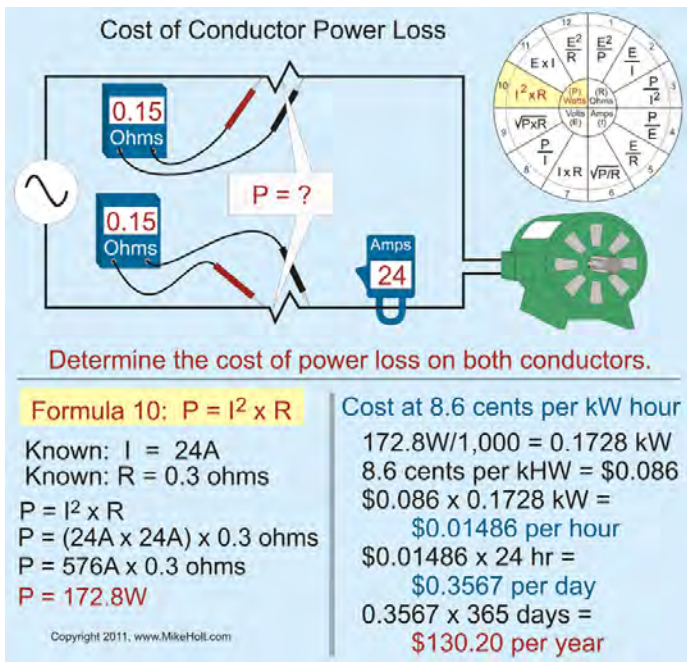 Cost of Conductor Power Loss
0.15
Ohms
P = ?
0.15
Ohms
Amps
24
12
1
2
3
4
5
6
7
8
9
10
11
E²/R
E²/P
E/I
P/I²
P/E
E/R
√P/R
I x R
P/I
√PxR
I² x R
E x I
(P)
Watts
(R)
Ohms
Volts
(E)
Amps
(I)
Determine the cost of power loss on both conductors.
Formula 10: P = I² x R
Known: I = 24A
Known: R = 0.3 ohms
P = I² x R
P = (24A x 24A) x 0.3 ohms
P = 576A x 0.3 ohms
P = 172.8W
Copyright 2011, www.MikeHolt.com
Cost at 8.6 cents per kW hour
172.8W/1,000 = 0.1728 kW
8.6 cents per kHW = $0.086
$0.086 x 0.1728 kW =
$0.01486 per hour
$0.01486 x 24 hr =
$0.3567 per day
0.3567 x 365 days =
$130.20 per year